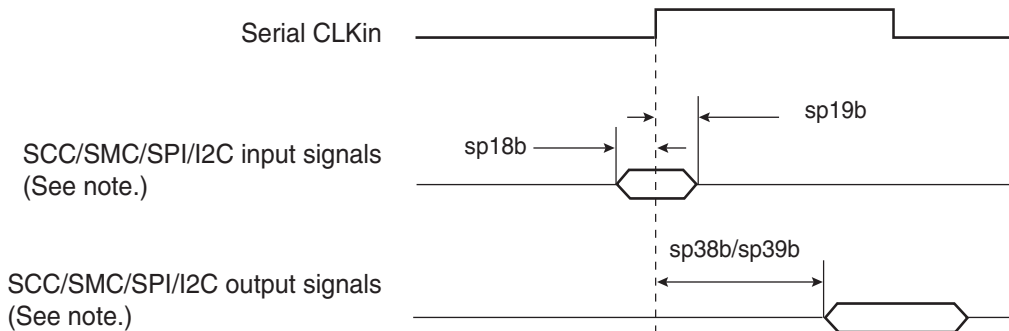 Serial CLKin
sp19b
sp18b
SCC/SMC/SPI/I2C input signals
(See note.)
sp38b/sp39b
SCC/SMC/SPI/I2C output signals
(See note.)